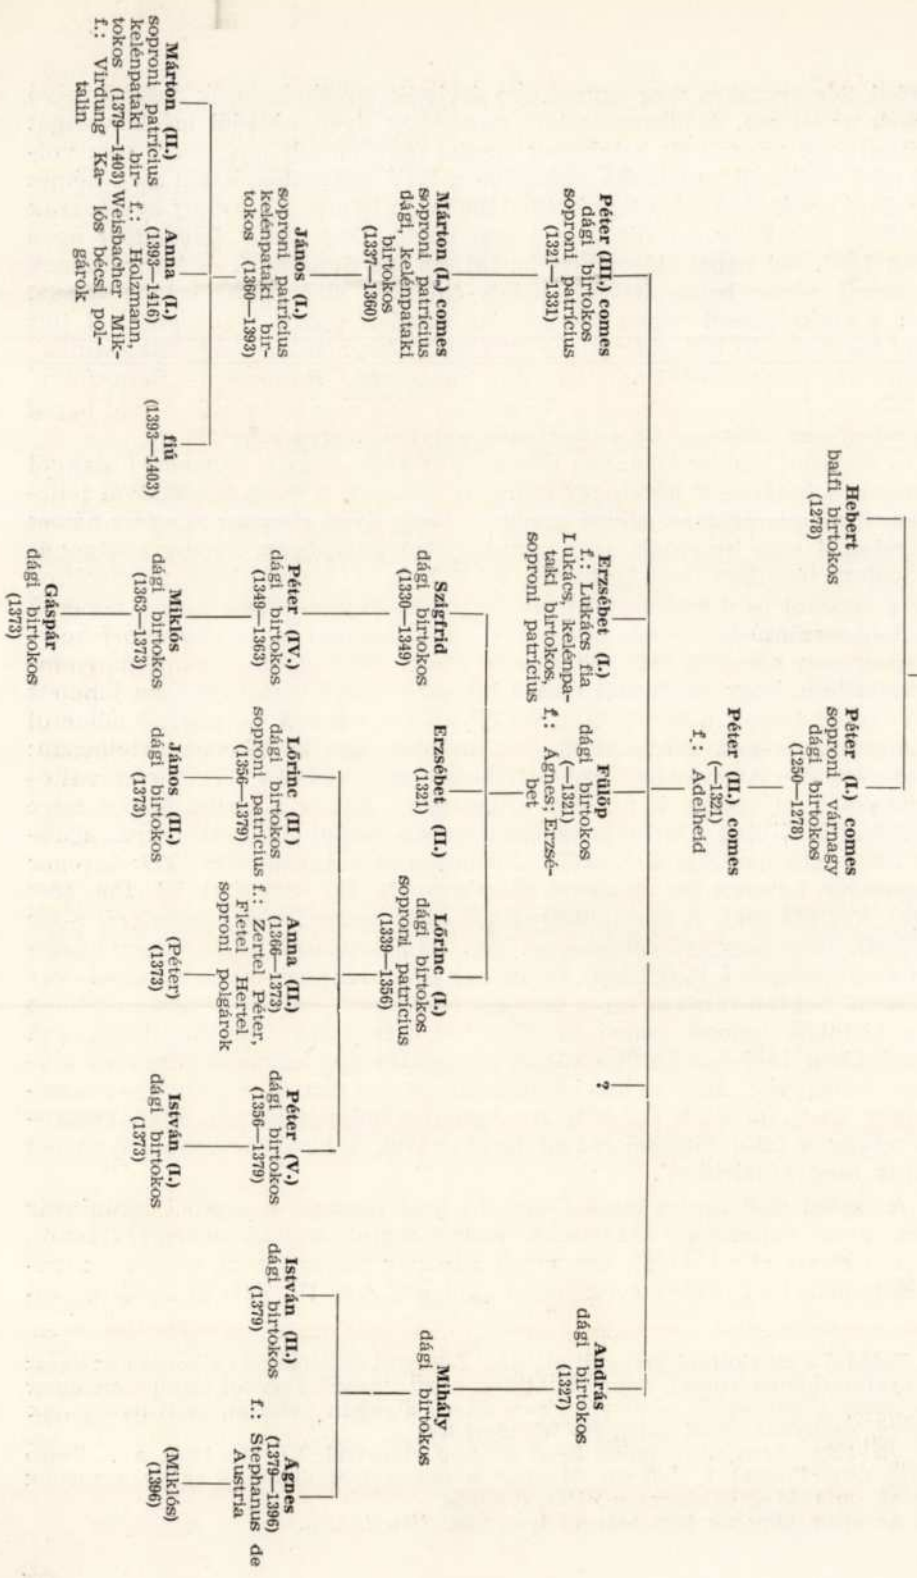 Hebert
balfi birtokos
(1278)
Péter (I.) comes
soproni várnagy
dági birtokos
(1250—1278)
Péter (II.) comes
(—1321)
f.: Adelheid
Péter (III.) comes
dági birtokos
soproni patrícius
(1321—1331)
Erzsébet (I.)
f.: Lukács fia
Lukács, kelénpa-
taki birtokos,
soproni patrícius
Fülöp
dági birtokos
(—1321)
f.: Ágnes; Erzsé-
bet
?
András
dági birtokos
(1327)
Márton (I.) comes
soproni patrícius
dági, kelénpataki
birtokos
(1337—1360)
Szigfrid
dági birtokos
(1330—1349)
Erzsébet (II.)
(1321)
Lőrinc (I.)
dági birtokos
soproni patrícius
(1339—1356)
Mihály
dági birtokos
János (I.)
soproni patrícius
kelénpataki bir-
tokos (1360—1393)
Péter (IV.)
dági birtokos
(1349—1363)
Lőrinc (II )
dági birtokos
soproni patrícius
(1356—1379)
Anna (II.)
(1366—1373)
f.: Zertel Péter,
Fletel Hertel
soproni polgárok
Péter (V.)
dági birtokos
(1356—1379)
István (II.)
dági birtokos
(1379)
Ágnes
(1379—1396)
f.: Stephanus de
Austria
Márton (II.)
soproni patrícius
kelénpataki bir-
tokos (1379—1403)
f.: Virdung Ka-
talin
Anna (I.)
(1393—1416)
f.: Holzmann,
Weisbacher Mik-
lós bécsi pol-
gárok
fiú
(1393—1403)
Miklós
dági birtokos
(1363—1373)
János (II.)
dági birtokos
(1373)
(Péter)
(1373)
István (I.)
dági birtokos
(1373)
(Miklós)
(1396)
Gáspár
dági birtokos
(1373)